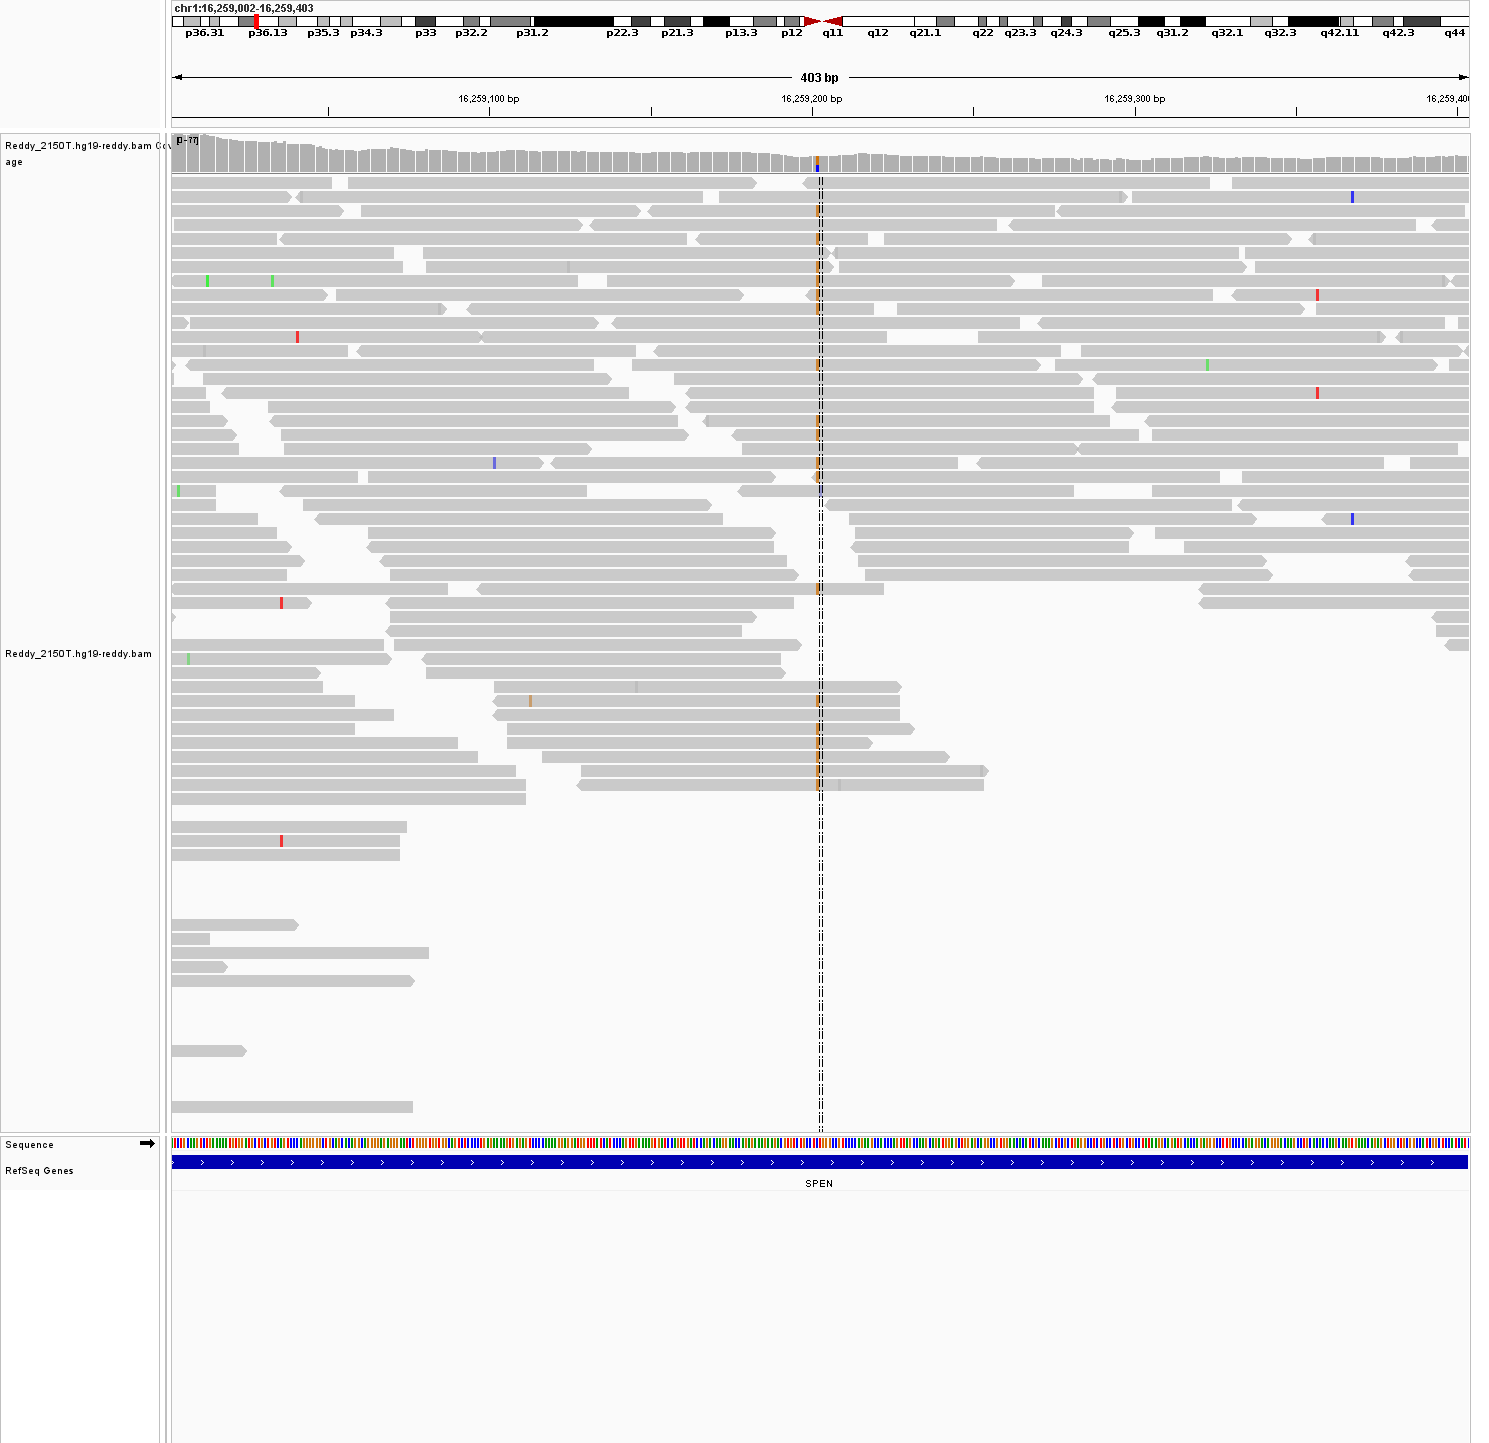 chr1:16,259,002-16,259,403
p36.31 p36.13 p35.3 p34.3 p33 p32.2 p31.2 p22.3 p21.3 p13.3 p12 q11 q12 q21.1 q22 q23.3 q24.3 q25.3 q31.2 q32.1 q32.3 q42.11 q42.3 q44
403 bp
16,259,100 bp 16,259,200 bp 16,259,300 bp 16,259,400
Reddy_2150T.hg19-reddy.bam Cov
age
[0 - 77]
Reddy_2150T.hg19-reddy.bam
Sequence
RefSeq Genes
SPEN